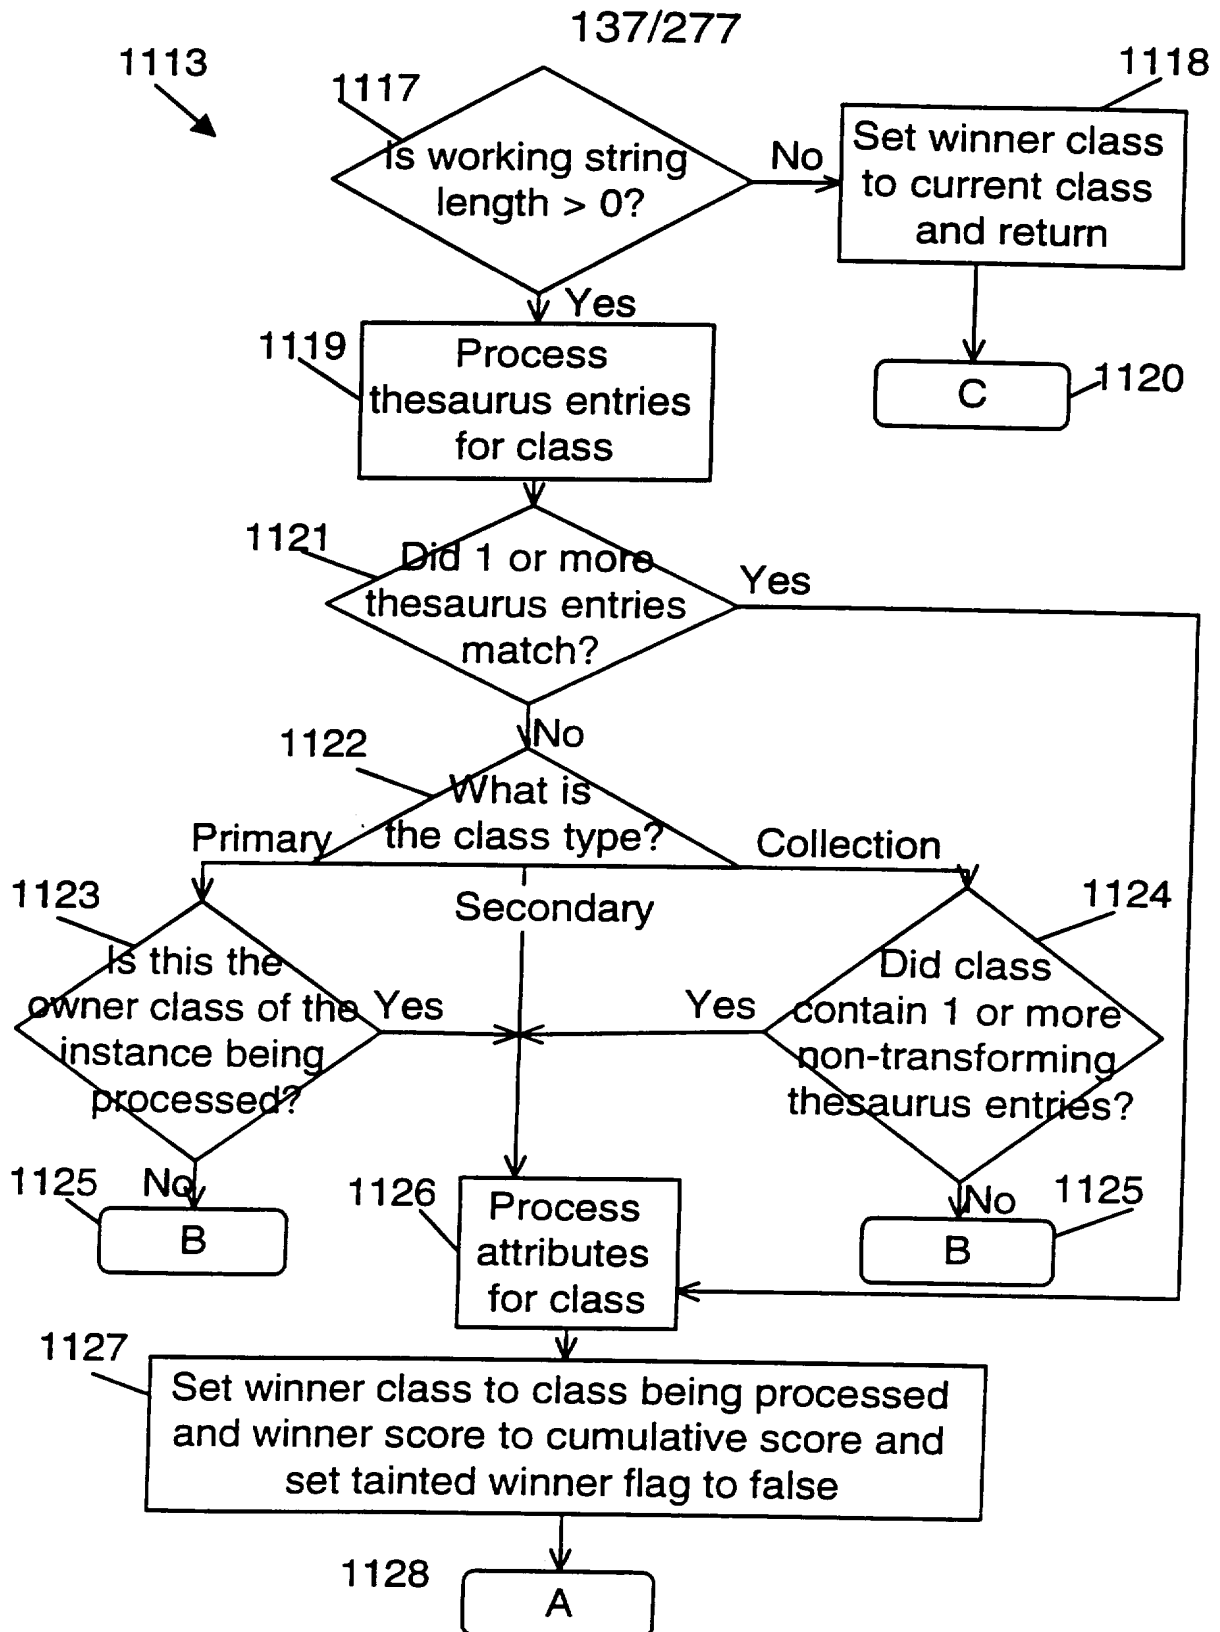 137/277
1113
1117
1118
Is working string
length > 0?
No
Set winner class
to current class
and return
Yes
1119
Process
thesaurus entries
for class
C
1120
1121
Did 1 or more
thesaurus entries
match?
Yes
No
1122
What is
the class type?
Primary
Collection
Secondary
1123
1124
Is this the
owner class of the
instance being
processed?
Yes
Yes
Did class
contain 1 or more
non-transforming
thesaurus entries?
1125
No
B
1126
Process
attributes
for class
No
1125
B
1127
Set winner class to class being processed
and winner score to cumulative score and
set tainted winner flag to false
1128
A